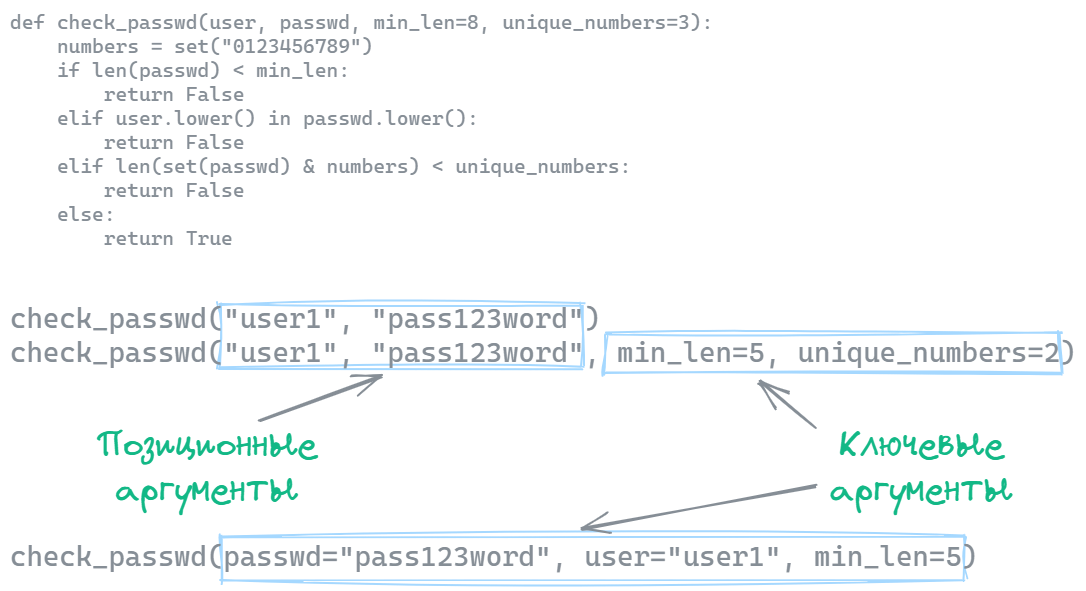 def check_passwd(user, passwd, min_len=8, unique_numbers=3):
    numbers = set("0123456789")
    if len(passwd) < min_len:
        return False
    elif user.lower() in passwd.lower():
        return False
    elif len(set(passwd) & numbers) < unique_numbers:
        return False
    else:
        return True
check_passwd("user1", "pass123word")
check_passwd("user1", "pass123word", min_len=5, unique_numbers=2)
Позиционные
аргументы
Ключевые
аргументы
check_passwd(passwd="pass123word", user="user1", min_len=5)